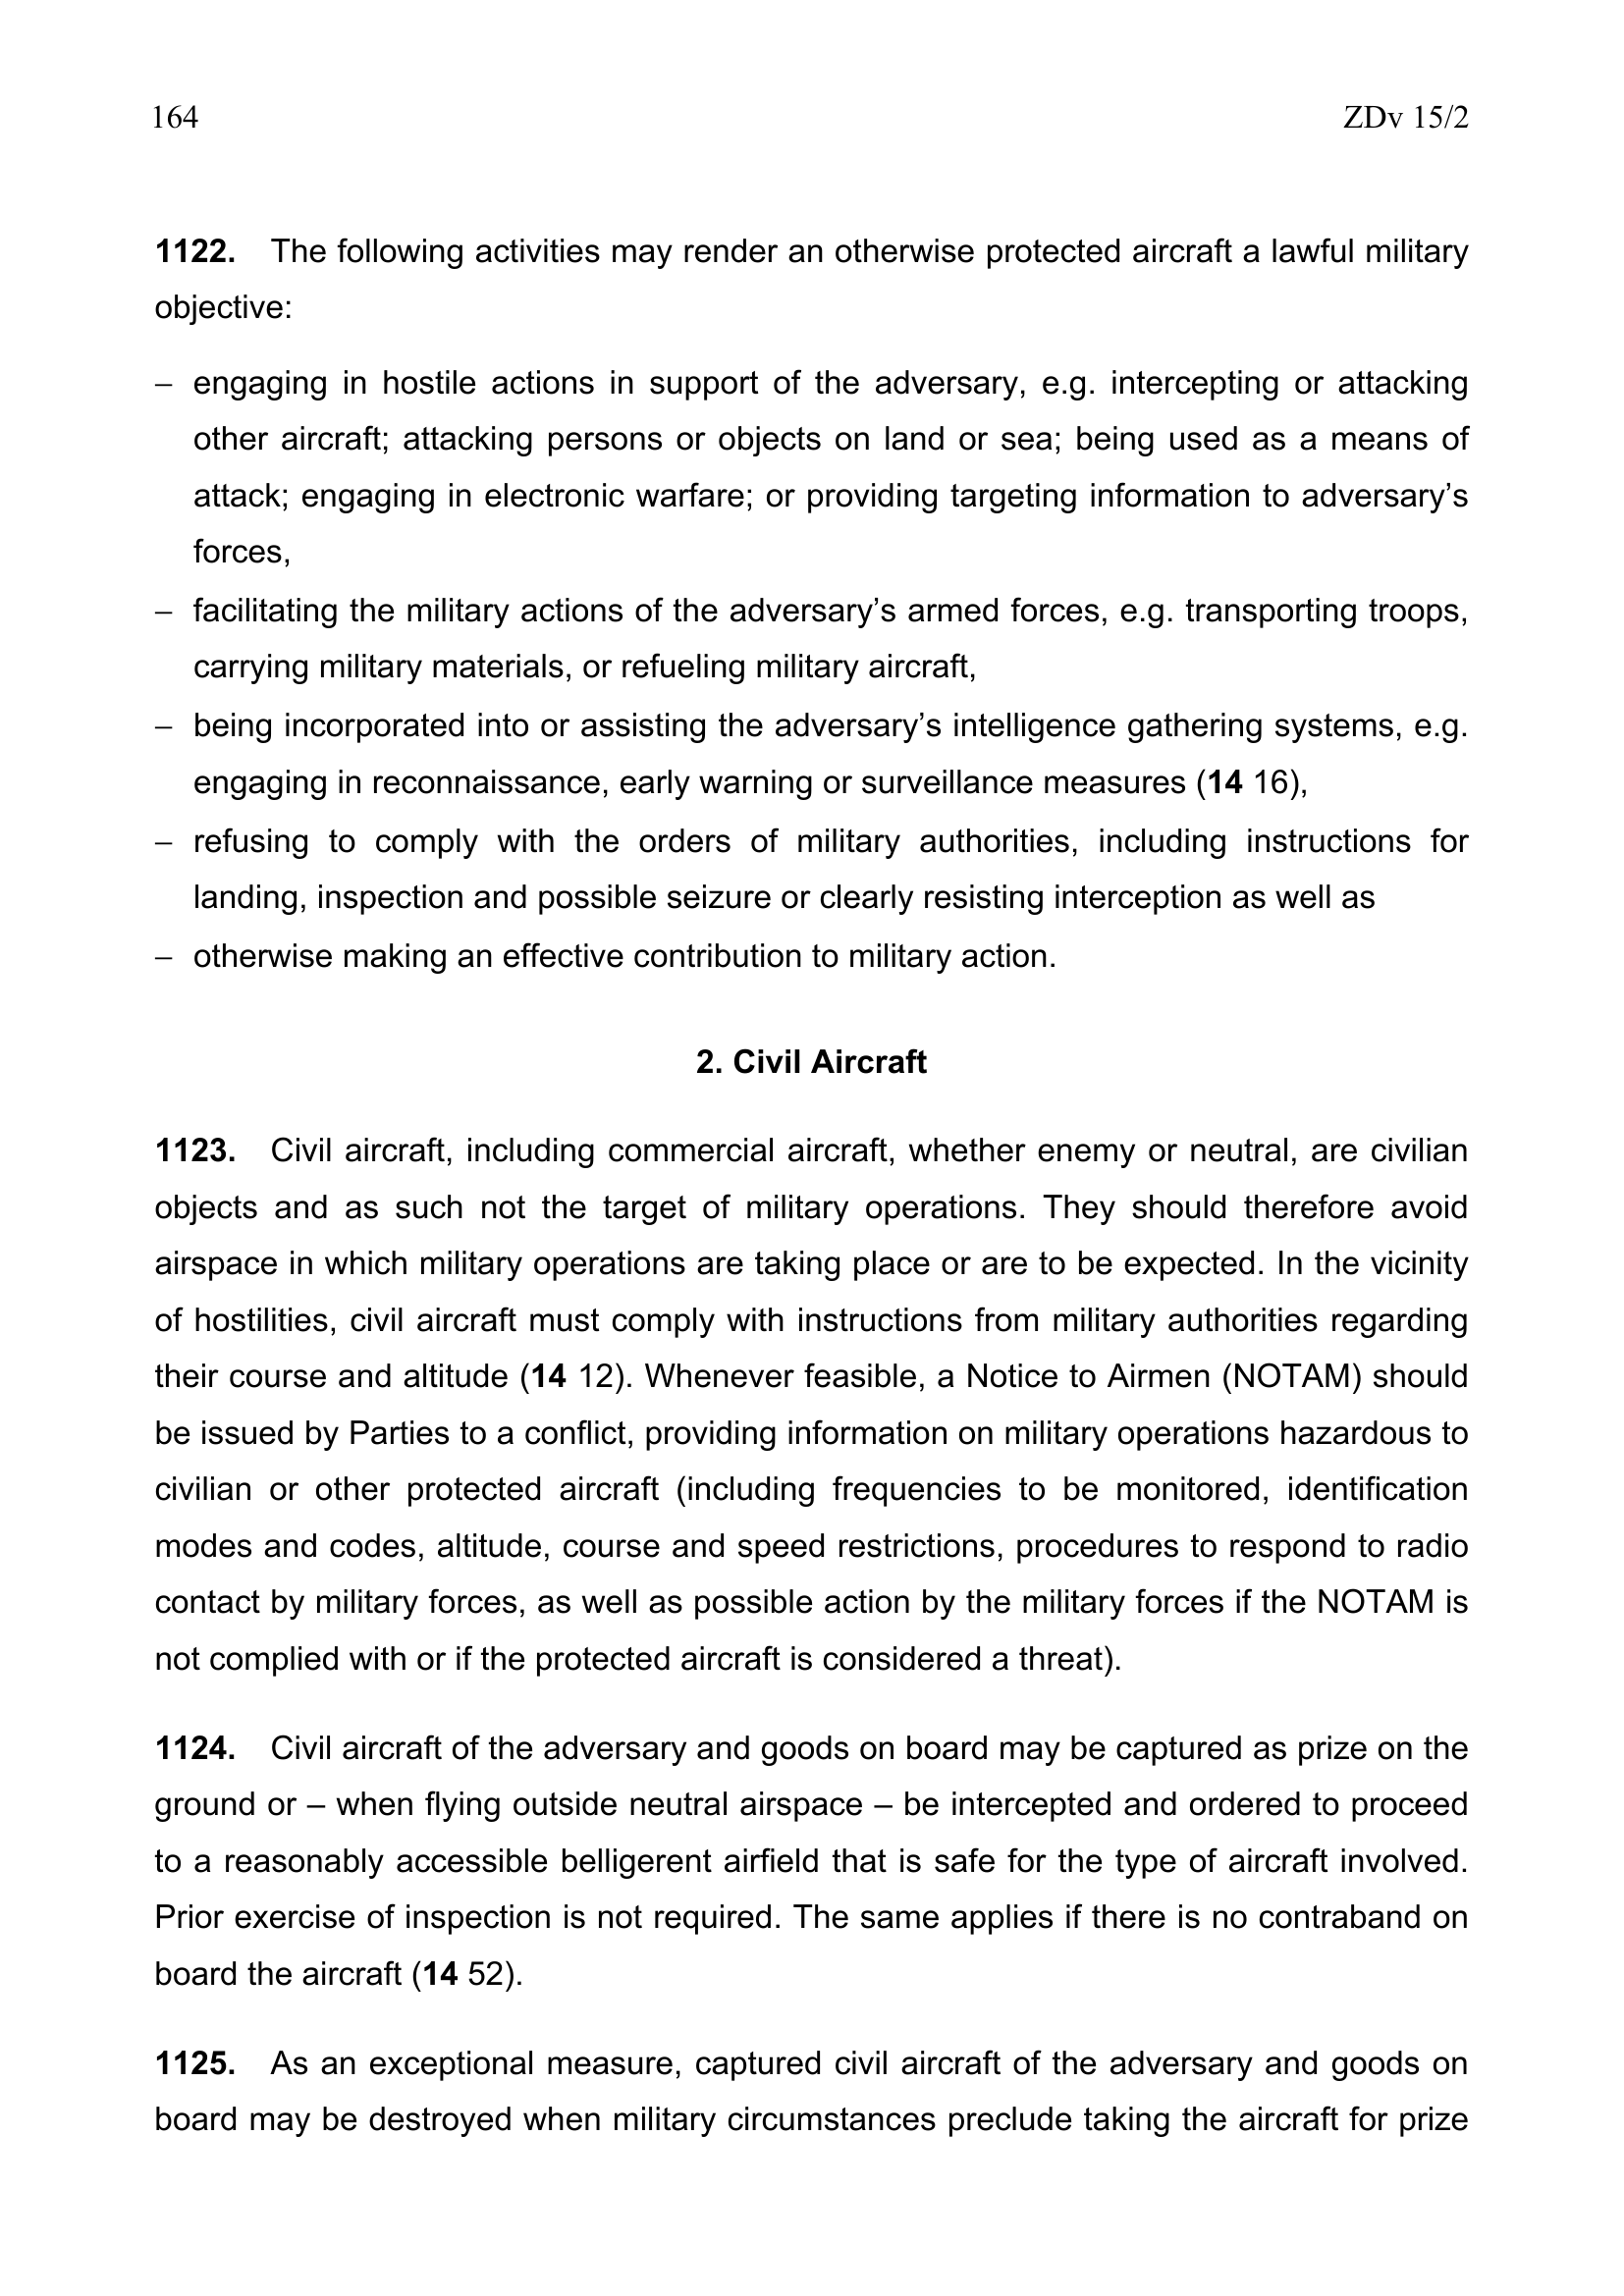 164 ZDv 15/2
1122. The following activities may render an otherwise protected aircraft a lawful military
objective:
– engaging in hostile actions in support of the adversary, e.g. intercepting or attacking
other aircraft; attacking persons or objects on land or sea; being used as a means of
attack; engaging in electronic warfare; or providing targeting information to adversary’s
forces,
– facilitating the military actions of the adversary’s armed forces, e.g. transporting troops,
carrying military materials, or refueling military aircraft,
– being incorporated into or assisting the adversary’s intelligence gathering systems, e.g.
engaging in reconnaissance, early warning or surveillance measures (14 16),
– refusing to comply with the orders of military authorities, including instructions for
landing, inspection and possible seizure or clearly resisting interception as well as
– otherwise making an effective contribution to military action.
2. Civil Aircraft
1123. Civil aircraft, including commercial aircraft, whether enemy or neutral, are civilian
objects and as such not the target of military operations. They should therefore avoid
airspace in which military operations are taking place or are to be expected. In the vicinity
of hostilities, civil aircraft must comply with instructions from military authorities regarding
their course and altitude (14 12). Whenever feasible, a Notice to Airmen (NOTAM) should
be issued by Parties to a conflict, providing information on military operations hazardous to
civilian or other protected aircraft (including frequencies to be monitored, identification
modes and codes, altitude, course and speed restrictions, procedures to respond to radio
contact by military forces, as well as possible action by the military forces if the NOTAM is
not complied with or if the protected aircraft is considered a threat).
1124. Civil aircraft of the adversary and goods on board may be captured as prize on the
ground or – when flying outside neutral airspace – be intercepted and ordered to proceed
to a reasonably accessible belligerent airfield that is safe for the type of aircraft involved.
Prior exercise of inspection is not required. The same applies if there is no contraband on
board the aircraft (14 52).
1125. As an exceptional measure, captured civil aircraft of the adversary and goods on
board may be destroyed when military circumstances preclude taking the aircraft for prize